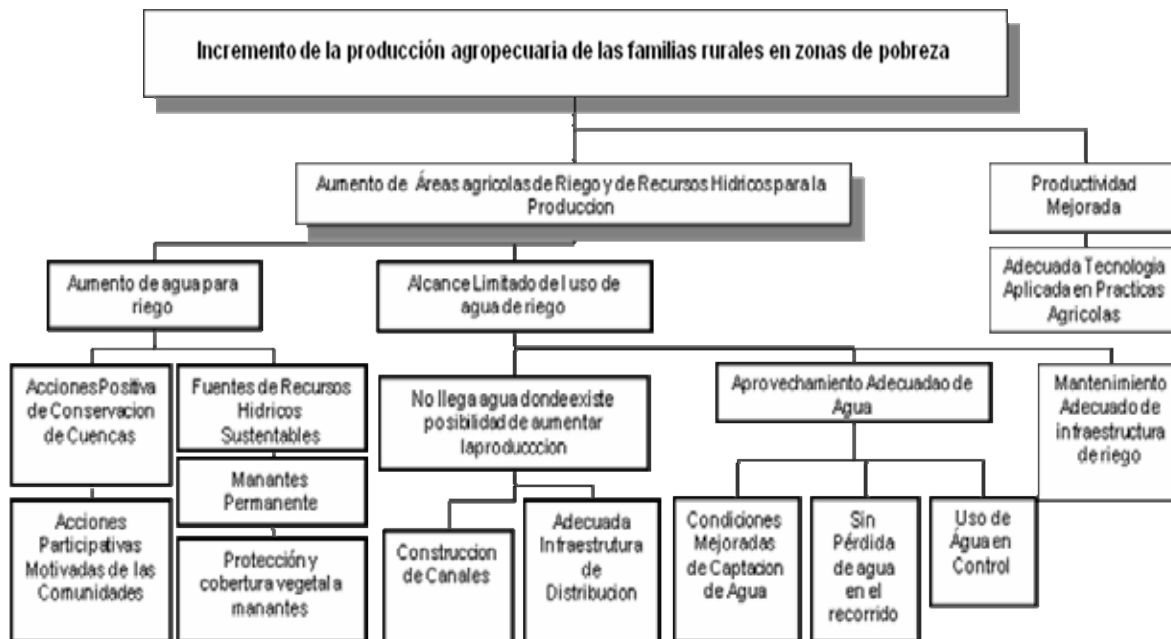 Incremento de la producción agropecuaria de las familias rurales en zonas de pobreza
Aumento de Áreas agricolas de Riego y de Recursos Hidricos para la
Produccion
Productividad
Mejorada
Aumento de agua para
riego
Alcance Limitado del uso de
agua de riego
Adecuada Tecnologia
Aplicada en Practicas
Agricolas
Acciones Positiva
de Conservacion
de Cuencas
Fuentes de Recursos
Hidricos
Sustentables
No llega agua donde existe
posibilidad de aumentar
laproducccion
Aprovechamiento Adecuadao de
Agua
Mantenimiento
Adecuado de
infraestructura
de riego
Manantes
Permanente
Acciones
Participativas
Motivadas de las
Comunidades
Protección y
cobertura vegetal a
manantes
Construccion
de Canales
Adecuada
Infraestrutura
de
Distribucion
Condiciones
Mejoradas
de Captacion
de Agua
Sin
Pérdida
de agua
en el
recorrido
Uso de
Água en
Control